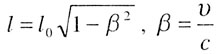 l = l₀√(1 − β²) , β = υ/c